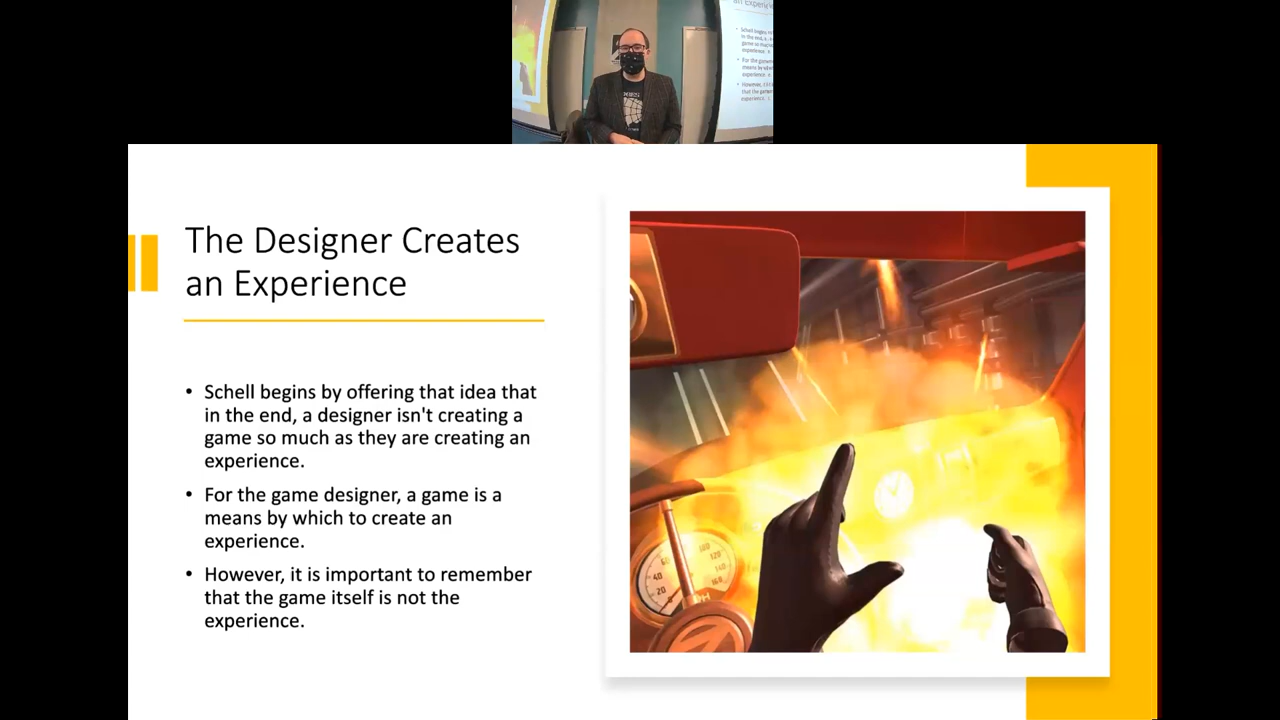 The Designer Creates
an Experience
• Schell begins by offering that idea that
in the end, a designer isn't creating a
game so much as they are creating an
experience.
• For the game designer, a game is a
means by which to create an
experience.
• However, it is important to remember
that the game itself is not the
experience.